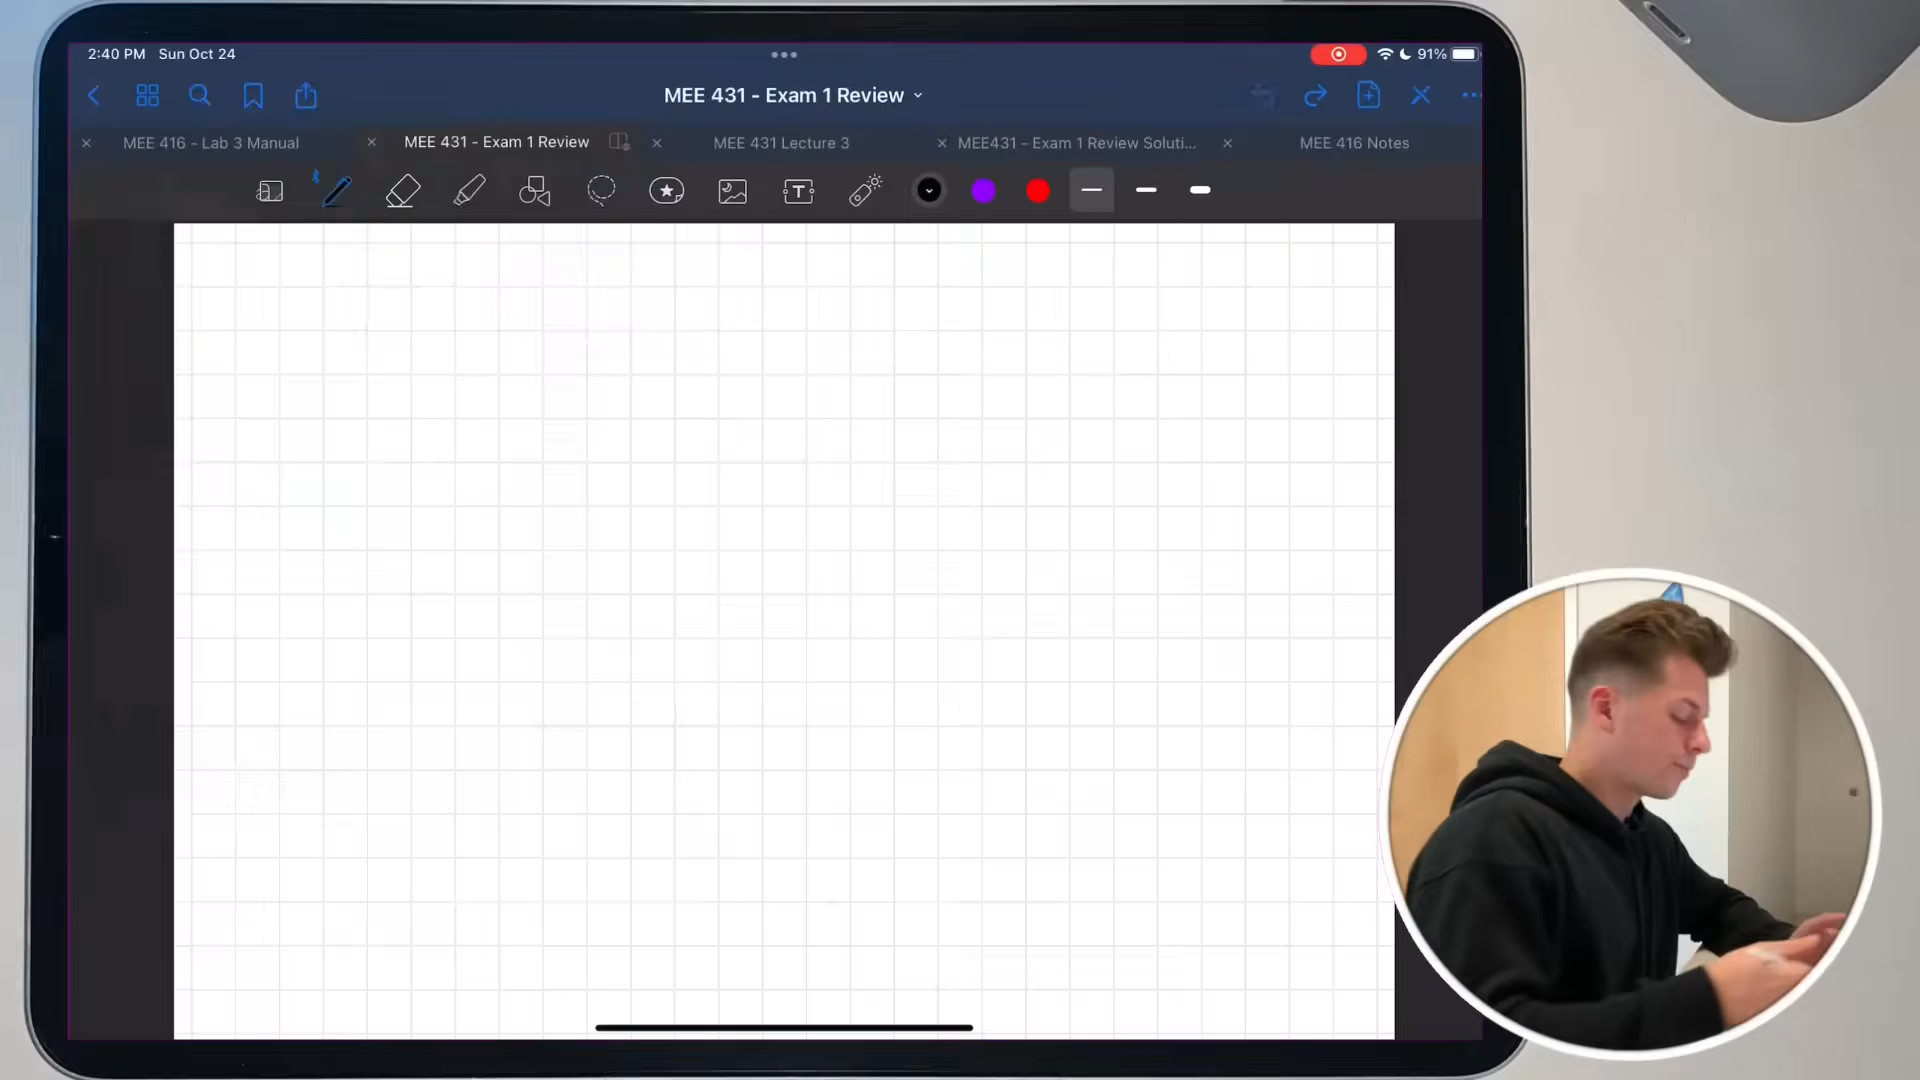 2:40 PM Sun Oct 24
91%
MEE 431 - Exam 1 Review
MEE 416 - Lab 3 Manual
MEE 431 - Exam 1 Review
MEE 431 Lecture 3
MEE431 - Exam 1 Review Soluti...
MEE 416 Notes
T